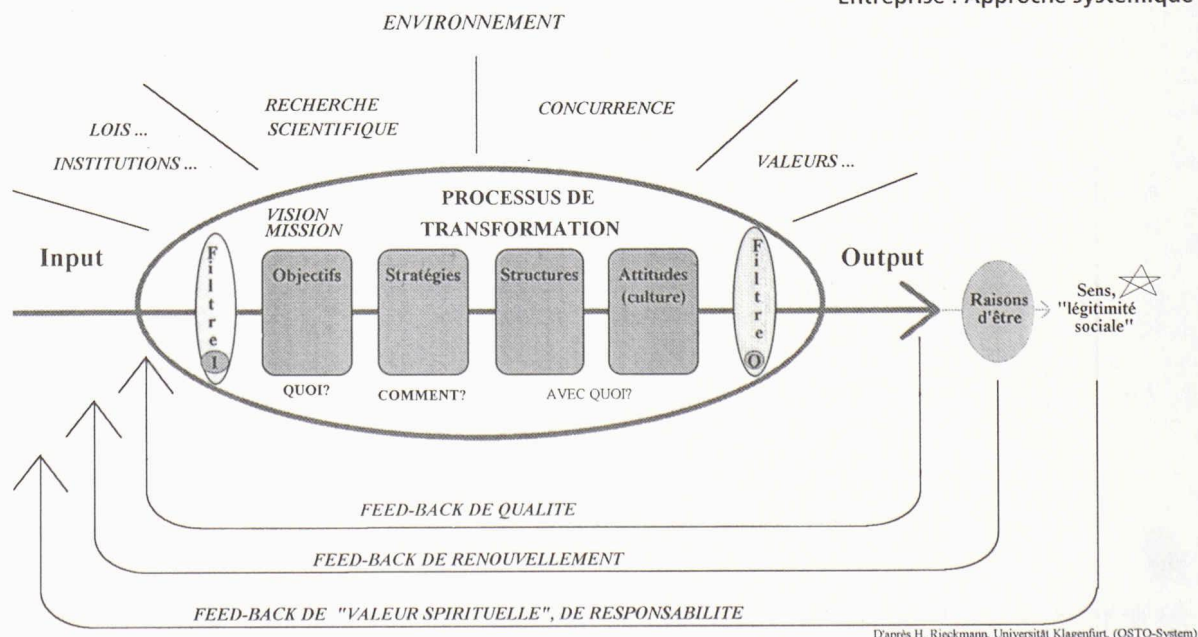 Entreprise : Approche systémique
ENVIRONNEMENT
RECHERCHE
SCIENTIFIQUE
CONCURRENCE
LOIS ...
INSTITUTIONS ...
VALEURS ...
PROCESSUS DE
TRANSFORMATION
VISION
MISSION
Input
Filtre I
Objectifs
Stratégies
Structures
Attitudes
(culture)
Filtre O
Output
Raisons
d'être
Sens,
"légitimité
sociale"
QUOI?
COMMENT?
AVEC QUOI?
FEED-BACK DE QUALITE
FEED-BACK DE RENOUVELLEMENT
FEED-BACK DE "VALEUR SPIRITUELLE", DE RESPONSABILITE
D'après H. Rieckmann, Universität Klagenfurt, (OSTO-System)